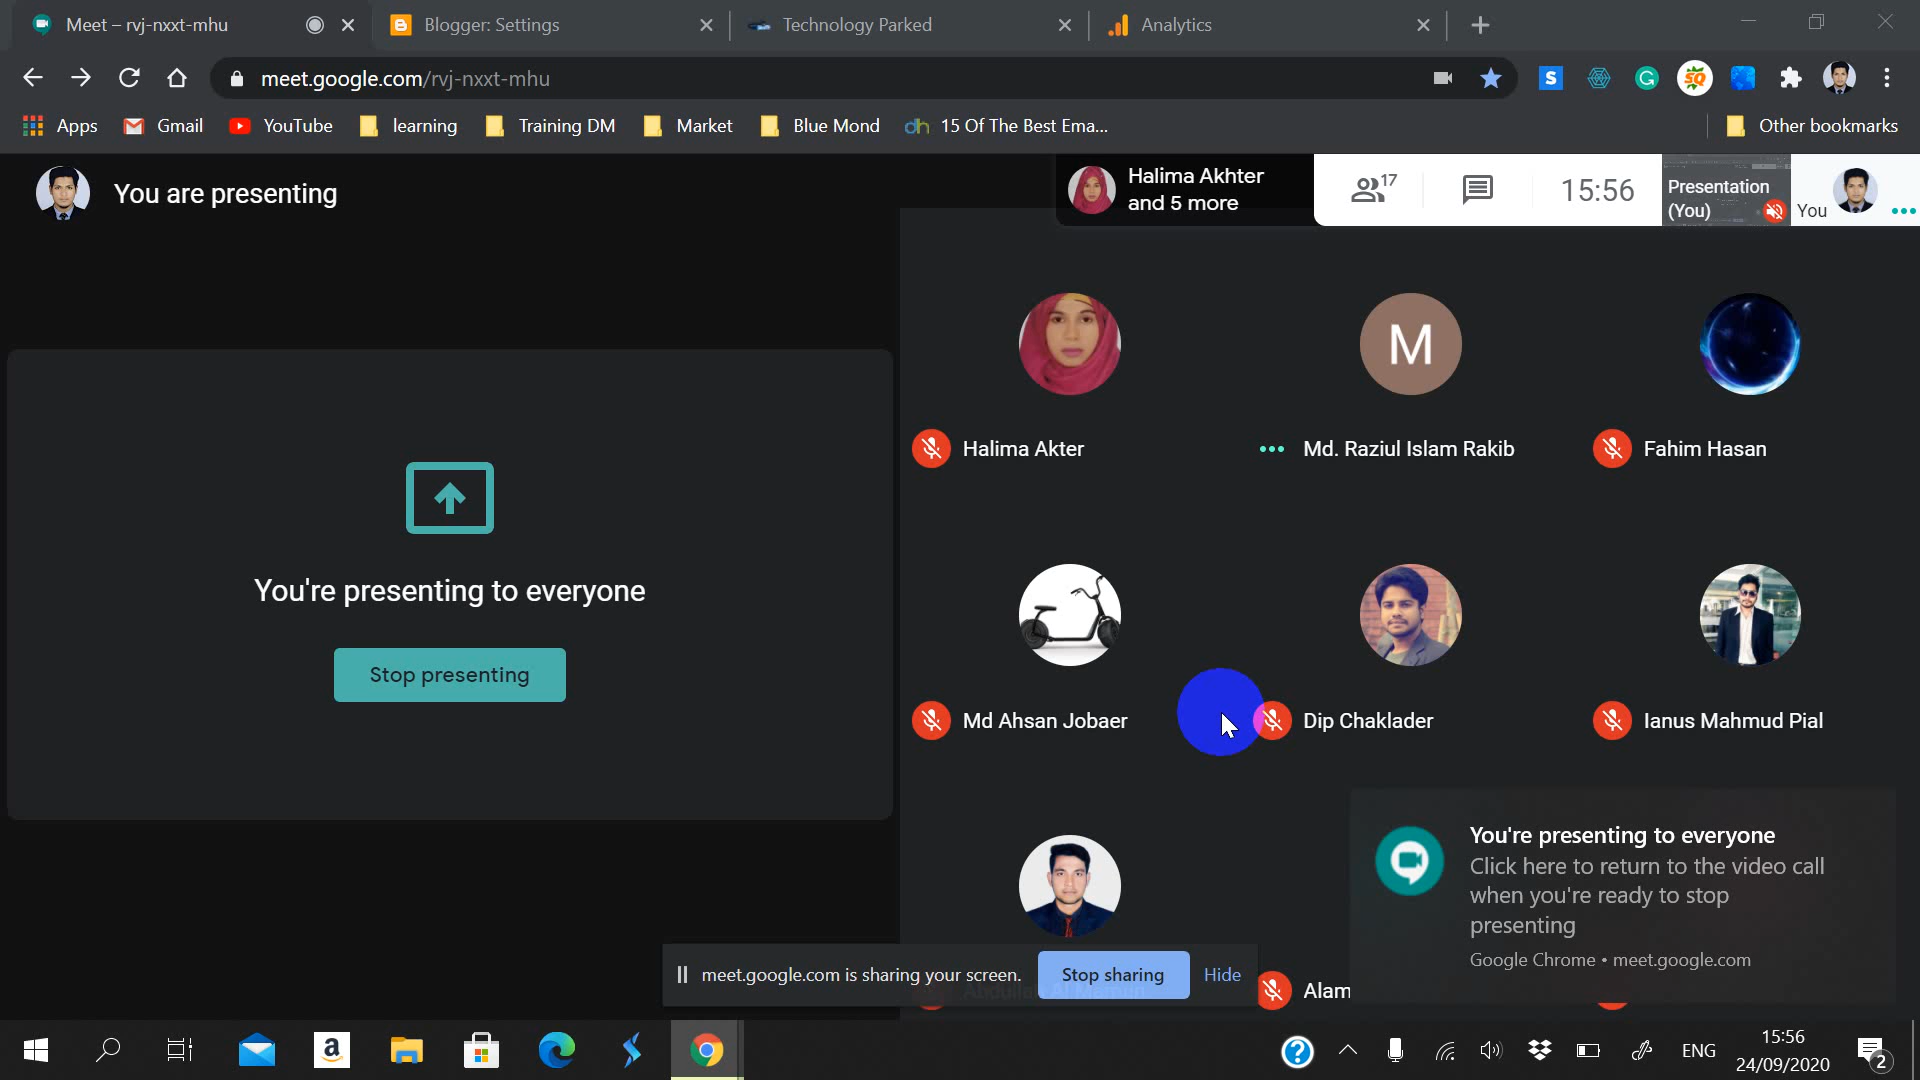 Meet – rvj-nxxt-mhu
Blogger: Settings
Technology Parked
Analytics
meet.google.com/rvj-nxxt-mhu
Apps
Gmail
YouTube
learning
Training DM
Market
Blue Mond
15 Of The Best Ema...
Other bookmarks
You are presenting
Halima Akhter
and 5 more
17
15:56
Presentation
(You)
You
M
Halima Akter
Md. Raziul Islam Rakib
Fahim Hasan
You're presenting to everyone
Stop presenting
Md Ahsan Jobaer
Dip Chaklader
Ianus Mahmud Pial
You're presenting to everyone
Click here to return to the video call
when you're ready to stop
presenting
Google Chrome • meet.google.com
meet.google.com is sharing your screen.
Stop sharing
Hide
Alam
ENG
15:56
24/09/2020
2